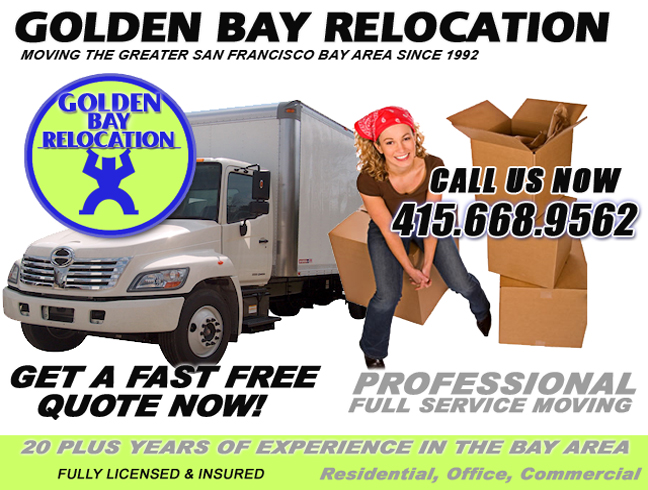 GOLDEN BAY RELOCATION
MOVING THE GREATER SAN FRANCISCO BAY AREA SINCE 1992
GOLDEN
BAY
RELOCATION
CALL US NOW
415.668.9562
GET A FAST FREE
QUOTE NOW!
PROFESSIONAL
FULL SERVICE MOVING
20 PLUS YEARS OF EXPERIENCE IN THE BAY AREA
FULLY LICENSED & INSURED
Residential, Office, Commercial